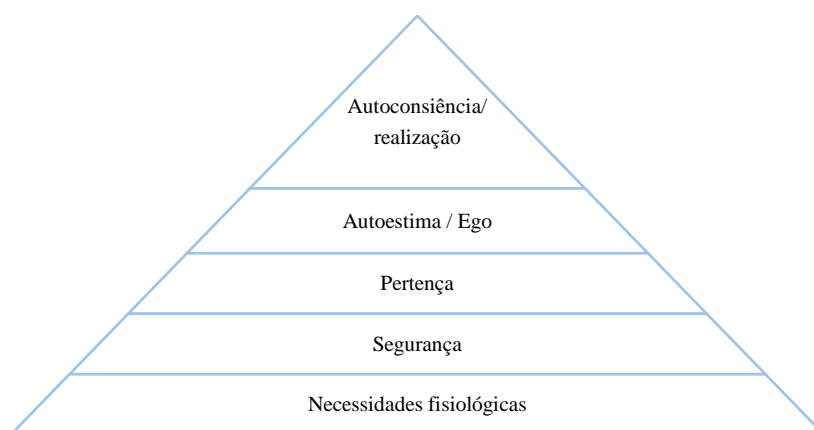 Autoconsiência/
realização
Autoestima / Ego
Pertença
Segurança
Necessidades fisiológicas